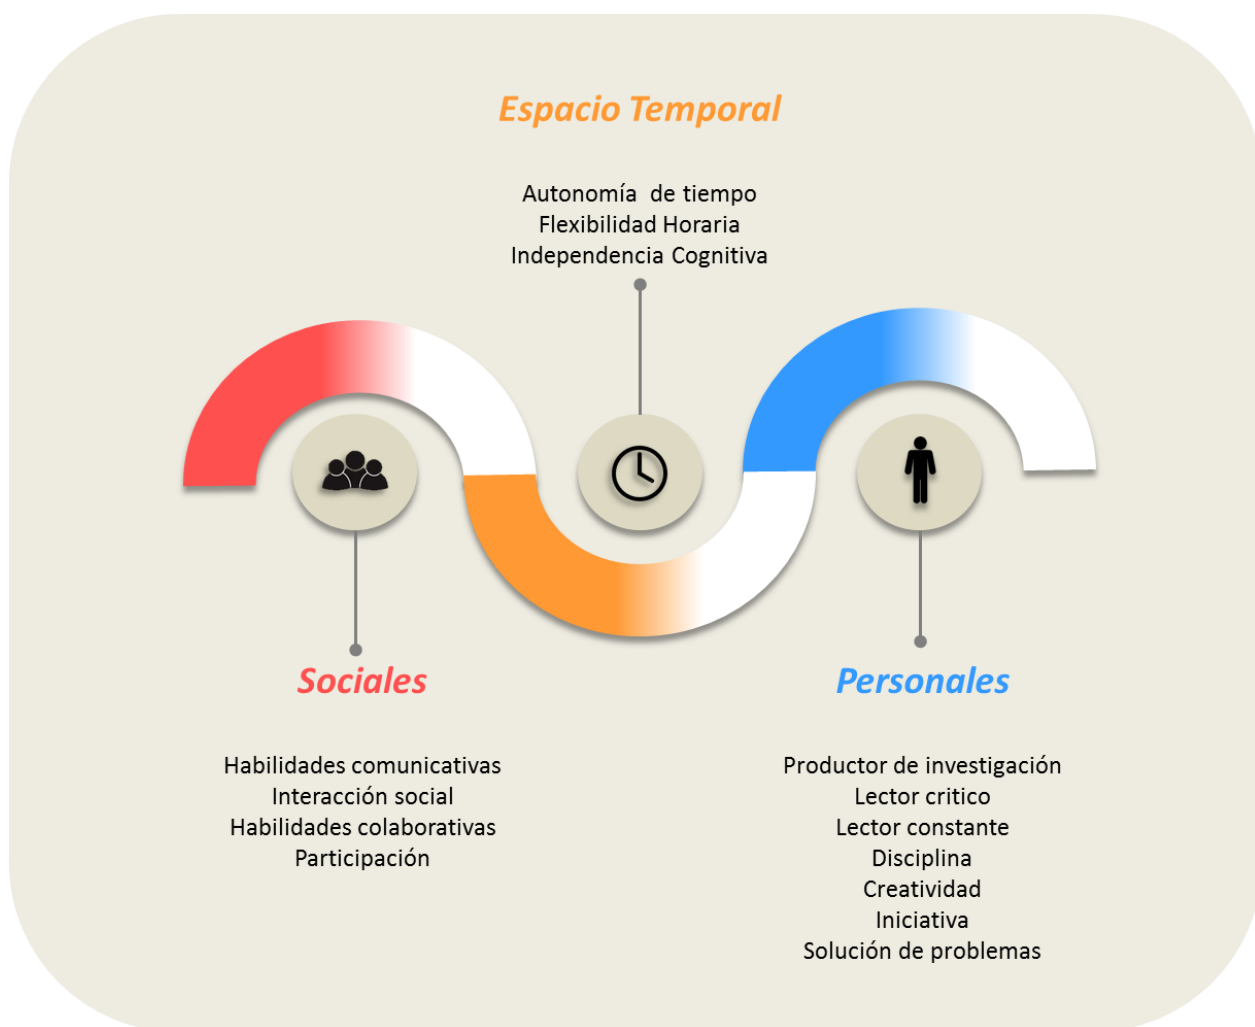 Espacio Temporal
Autonomía de tiempo
Flexibilidad Horaria
Independencia Cognitiva
Sociales
Habilidades comunicativas
Interacción social
Habilidades colaborativas
Participación
Personales
Productor de investigación
Lector critico
Lector constante
Disciplina
Creatividad
Iniciativa
Solución de problemas